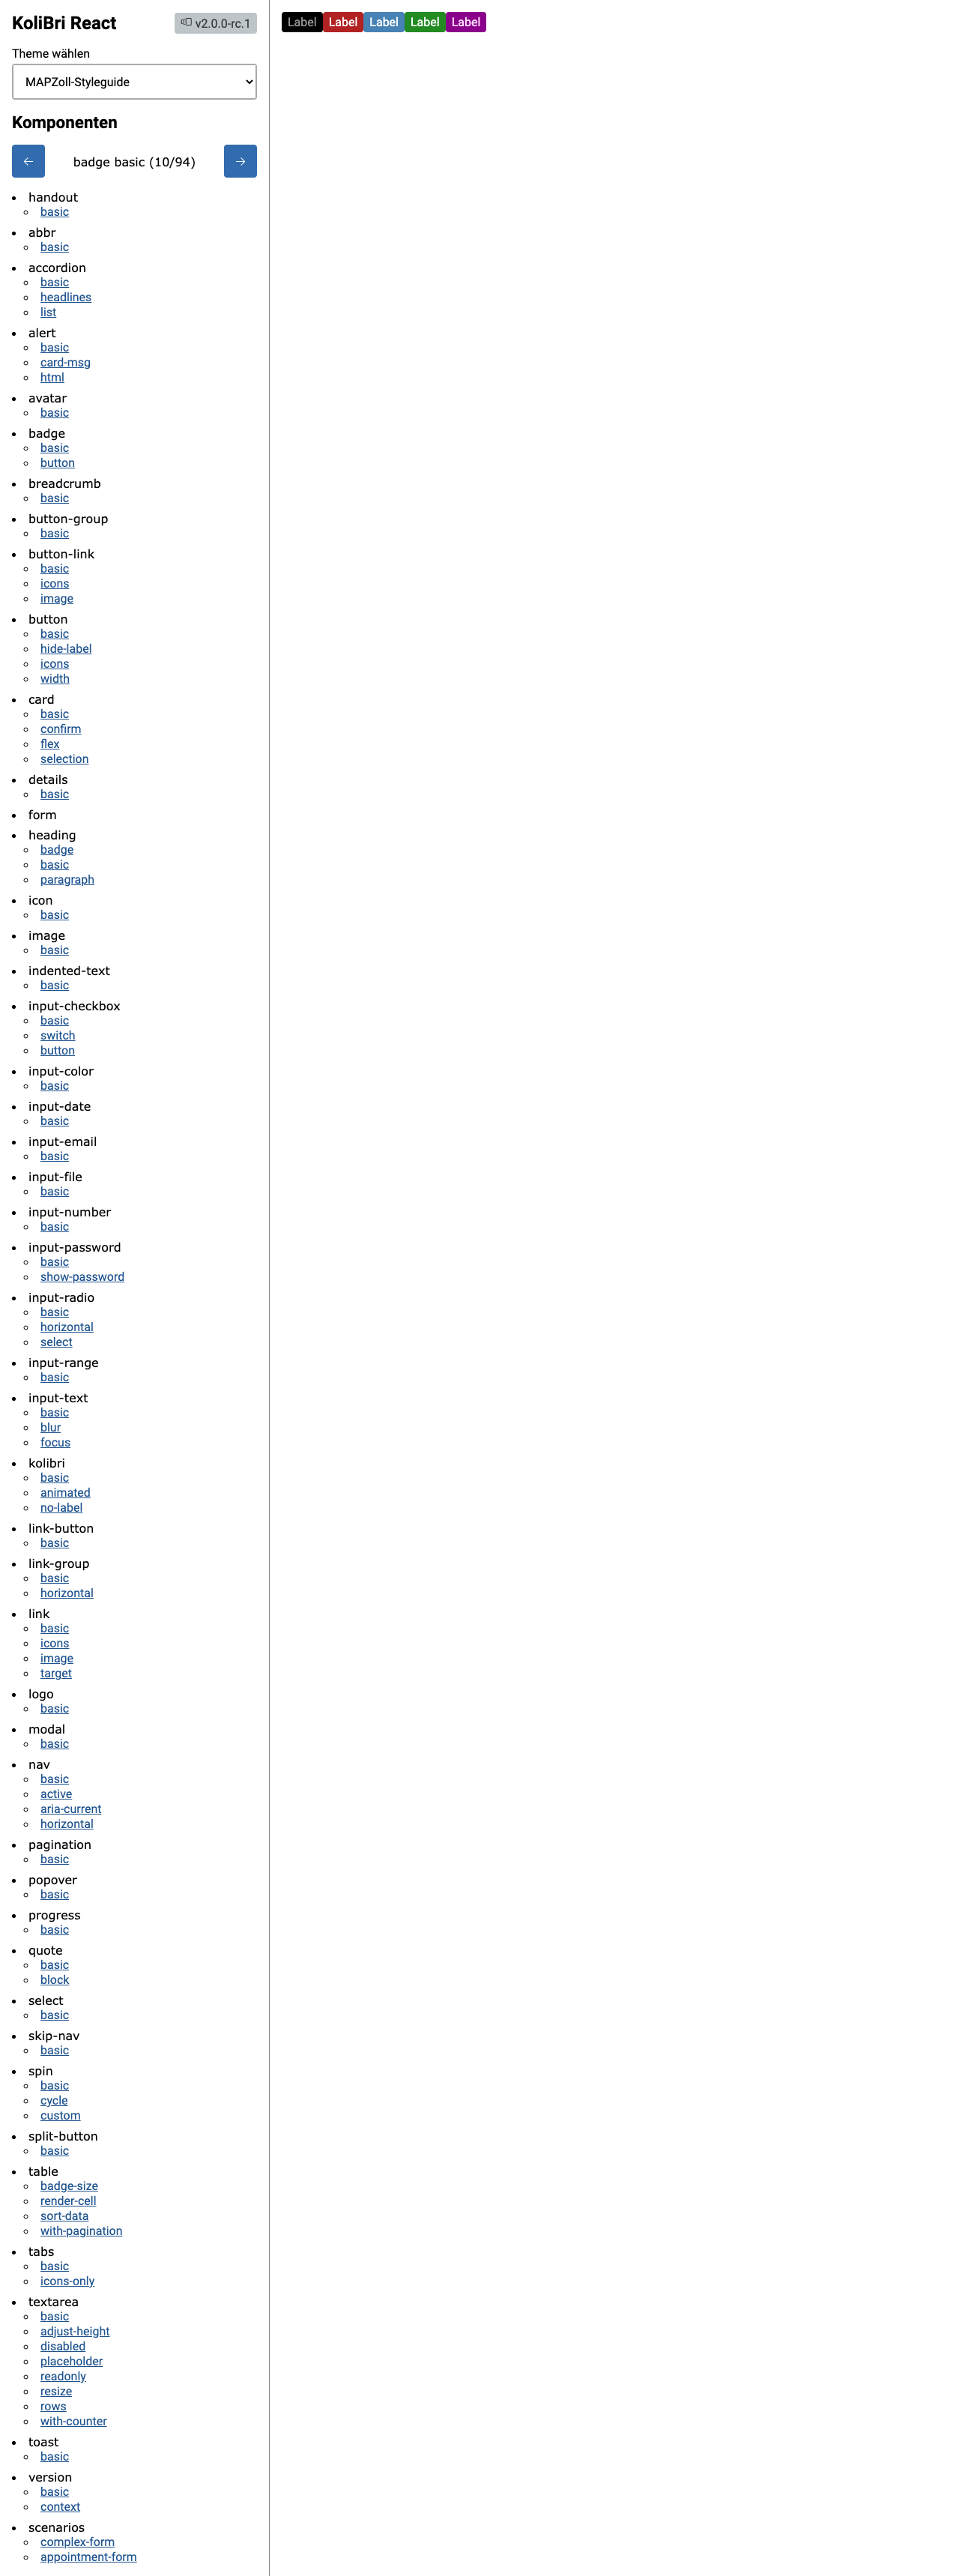 KoliBri React
v2.0.0-rc.1
Theme wählen
MAPZoll-Styleguide
Komponenten
badge basic (10/94)
handout
basic
abbr
basic
accordion
basic
headlines
list
alert
basic
card-msg
html
avatar
basic
badge
basic
button
breadcrumb
basic
button-group
basic
button-link
basic
icons
image
button
basic
hide-label
icons
width
card
basic
confirm
flex
selection
details
basic
form
heading
badge
basic
paragraph
icon
basic
image
basic
indented-text
basic
input-checkbox
basic
switch
button
input-color
basic
input-date
basic
input-email
basic
input-file
basic
input-number
basic
input-password
basic
show-password
input-radio
basic
horizontal
select
input-range
basic
input-text
basic
blur
focus
kolibri
basic
animated
no-label
link-button
basic
link-group
basic
horizontal
link
basic
icons
image
target
logo
basic
modal
basic
nav
basic
active
aria-current
horizontal
pagination
basic
popover
basic
progress
basic
quote
basic
block
select
basic
skip-nav
basic
spin
basic
cycle
custom
split-button
basic
table
badge-size
render-cell
sort-data
with-pagination
tabs
basic
icons-only
textarea
basic
adjust-height
disabled
placeholder
readonly
resize
rows
with-counter
toast
basic
version
basic
context
scenarios
complex-form
appointment-form
Label Label Label Label Label